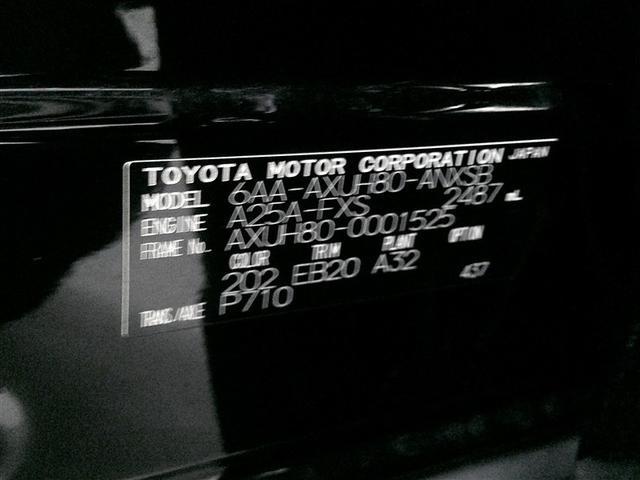 TOYOTA MOTOR CORPORATION JAPAN
MODEL 6AA-AXUH80-ANXSB
ENGINE A25A-FXS 2487 mL
FRAME No. AXUH80-0001525
COLOR TRIM PLANT OPTION
202 EB20 A32 437
TRANS/AXLE P710